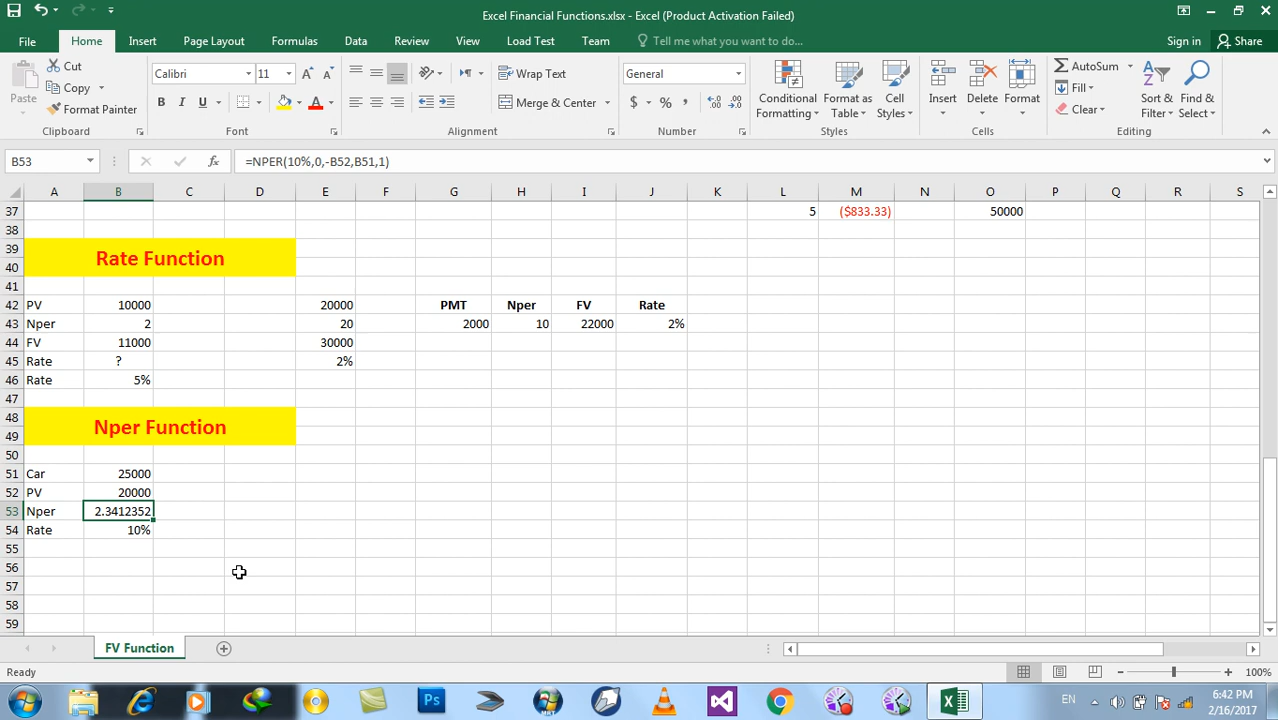 Excel Financial Functions.xlsx - Excel (Product Activation Failed)
File Home Insert Page Layout Formulas Data Review View Load Test Team Tell me what you want to do... Sign in Share
Paste Cut Copy Format Painter
Calibri 11
B I U A A A
Wrap Text
Merge & Center
General
$ % ,
Conditional Formatting Format as Table Cell Styles
Insert Delete Format
AutoSum Fill Clear
Sort & Filter Find & Select
Clipboard Font Alignment Number Styles Cells Editing
B53 fx =NPER(10%,0,-B52,B51,1)
A B C D E F G H I J K L M N O P Q R S
37 5 ($833.33) 50000
38
39
Rate Function
40
41
42 PV 10000 20000 PMT Nper FV Rate
43 Nper 2 20 2000 10 22000 2%
44 FV 11000 30000
45 Rate ? 2%
46 Rate 5%
47
48
Nper Function
49
50
51 Car 25000
52 PV 20000
53 Nper 2.3412352
54 Rate 10%
55
56
57
58
59
FV Function
Ready 100%
Ps EN 6:42 PM
2/16/2017